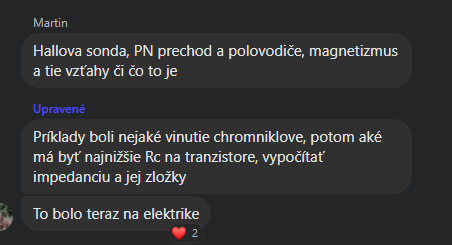 Martin
Hallova sonda, PN prechod a polovodiče, magnetizmus
a tie vzťahy či čo to je
Upravené
Príklady boli nejaké vinutie chromniklove, potom aké
má byť najnižšie Rc na tranzistore, vypočítať
impedanciu a jej zložky
To bolo teraz na elektrike
2